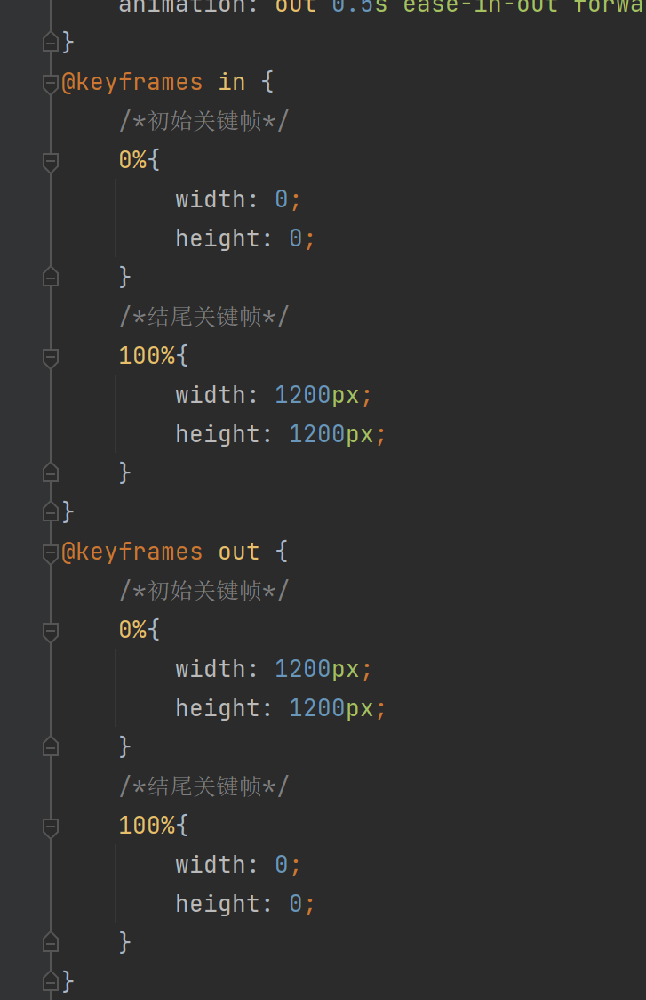 animation: out 0.5s ease-in-out
}
@keyframes in {
/*初始关键帧*/
0%{
width: 0;
height: 0;
}
/*结尾关键帧*/
100%{
width: 1200px;
height: 1200px;
}
}
@keyframes out {
/*初始关键帧*/
0%{
width: 1200px;
height: 1200px;
}
/*结尾关键帧*/
100%{
width: 0;
height: 0;
}
}